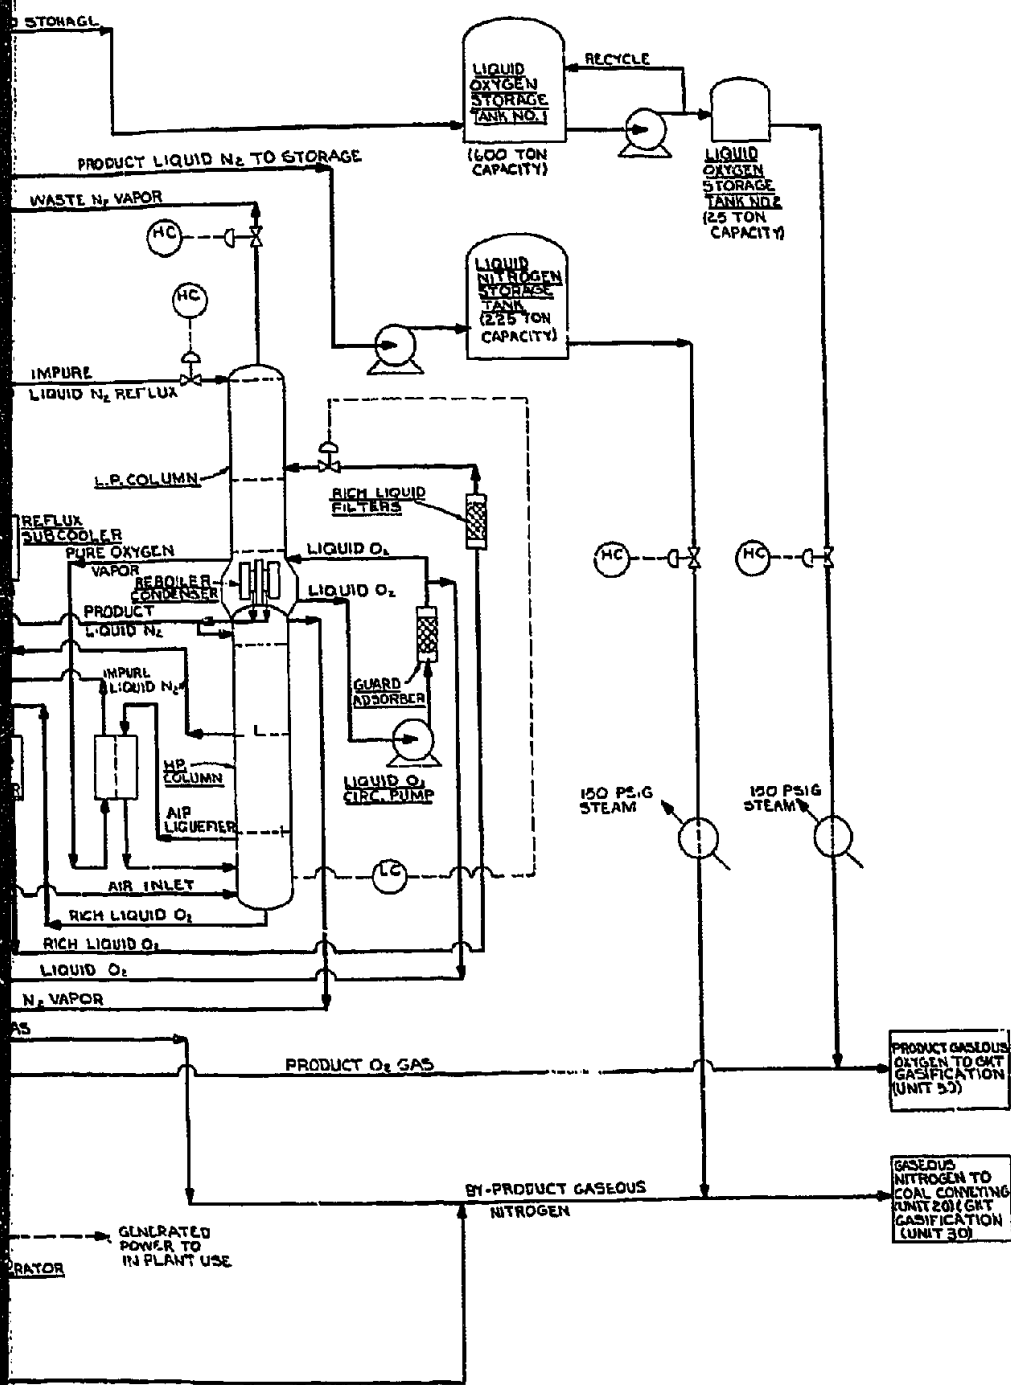 STORAGE
LIQUID
OXYGEN
STORAGE
TANK NO.1
(600 TON
CAPACITY)
RECYCLE
LIQUID
OXYGEN
STORAGE
TANK NO.2
(25 TON
CAPACITY)
PRODUCT LIQUID N2 TO STORAGE
WASTE N2 VAPOR
HC
LIQUID
NITROGEN
STORAGE
TANK
(225 TON
CAPACITY)
HC
IMPURE
LIQUID N2 REFLUX
L.P. COLUMN
RICH LIQUID
FILTERS
REFLUX
SUBCOOLER
PURE OXYGEN
VAPOR
LIQUID O2
REBOILER
CONDENSER
LIQUID O2
HC
HC
PRODUCT
LIQUID N2
IMPURE
LIQUID N2
GUARD
ADSORBER
H.P.
COLUMN
LIQUID O2
CIRC. PUMP
150 PSIG
STEAM
150 PSIG
STEAM
R
AIR
LIQUEFIER
LC
AIR INLET
RICH LIQUID O2
RICH LIQUID O2
LIQUID O2
N2 VAPOR
AS
PRODUCT O2 GAS
PRODUCT GASEOUS
OXYGEN TO GKT
GASIFICATION
BY-PRODUCT GASEOUS
NITROGEN
GASEOUS
NITROGEN TO
COAL CONVEYING
(UNIT 20) & GKT
GASIFICATION
(UNIT 30)
GENERATED
POWER TO
IN PLANT USE
ERATOR